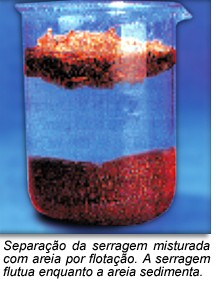 Separação da serragem misturada
com areia por flotação. A serragem
flutua enquanto a areia sedimenta.